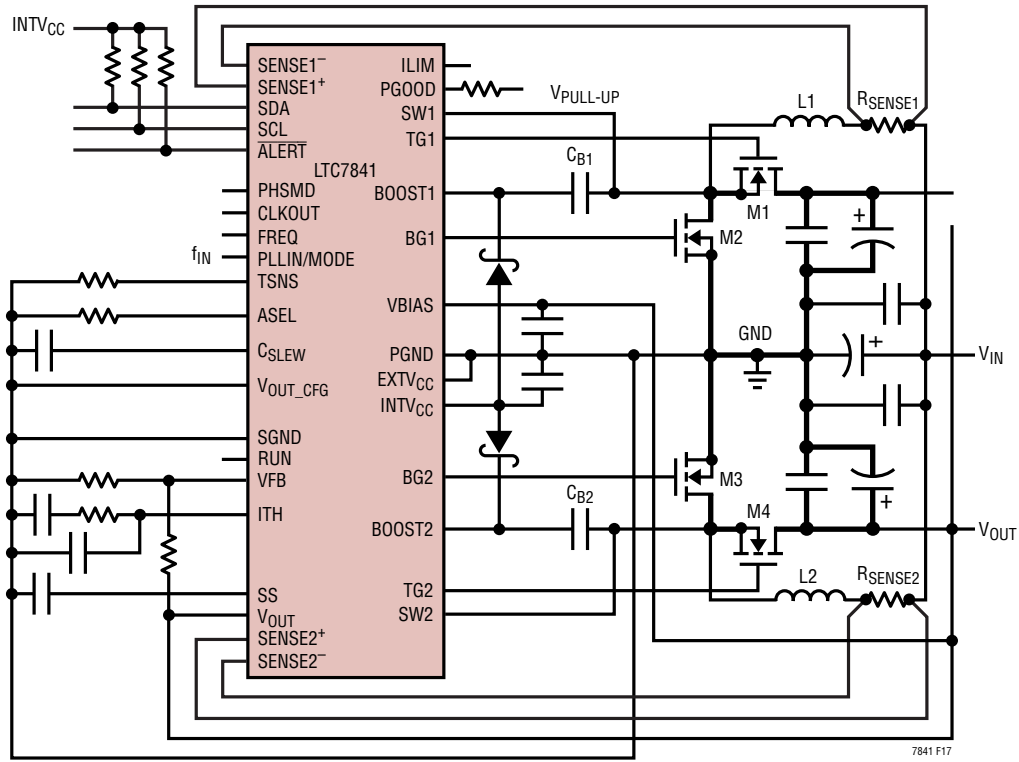 INTVCC
SENSE1–
SENSE1+
SDA
SCL
ALERT
PHSMD
CLKOUT
FREQ
fIN
PLLIN/MODE
TSNS
ASEL
CSLEW
VOUT_CFG
SGND
RUN
VFB
ITH
SS
VOUT
SENSE2+
SENSE2–
LTC7841
ILIM
PGOOD
SW1
TG1
BOOST1
BG1
VBIAS
PGND
EXTVCC
INTVCC
BG2
BOOST2
TG2
SW2
VPULL-UP
CB1
CB2
L1
RSENSE1
M1
+
M2
GND
+
VIN
M3
M4
+
VOUT
L2
RSENSE2
7841 F17